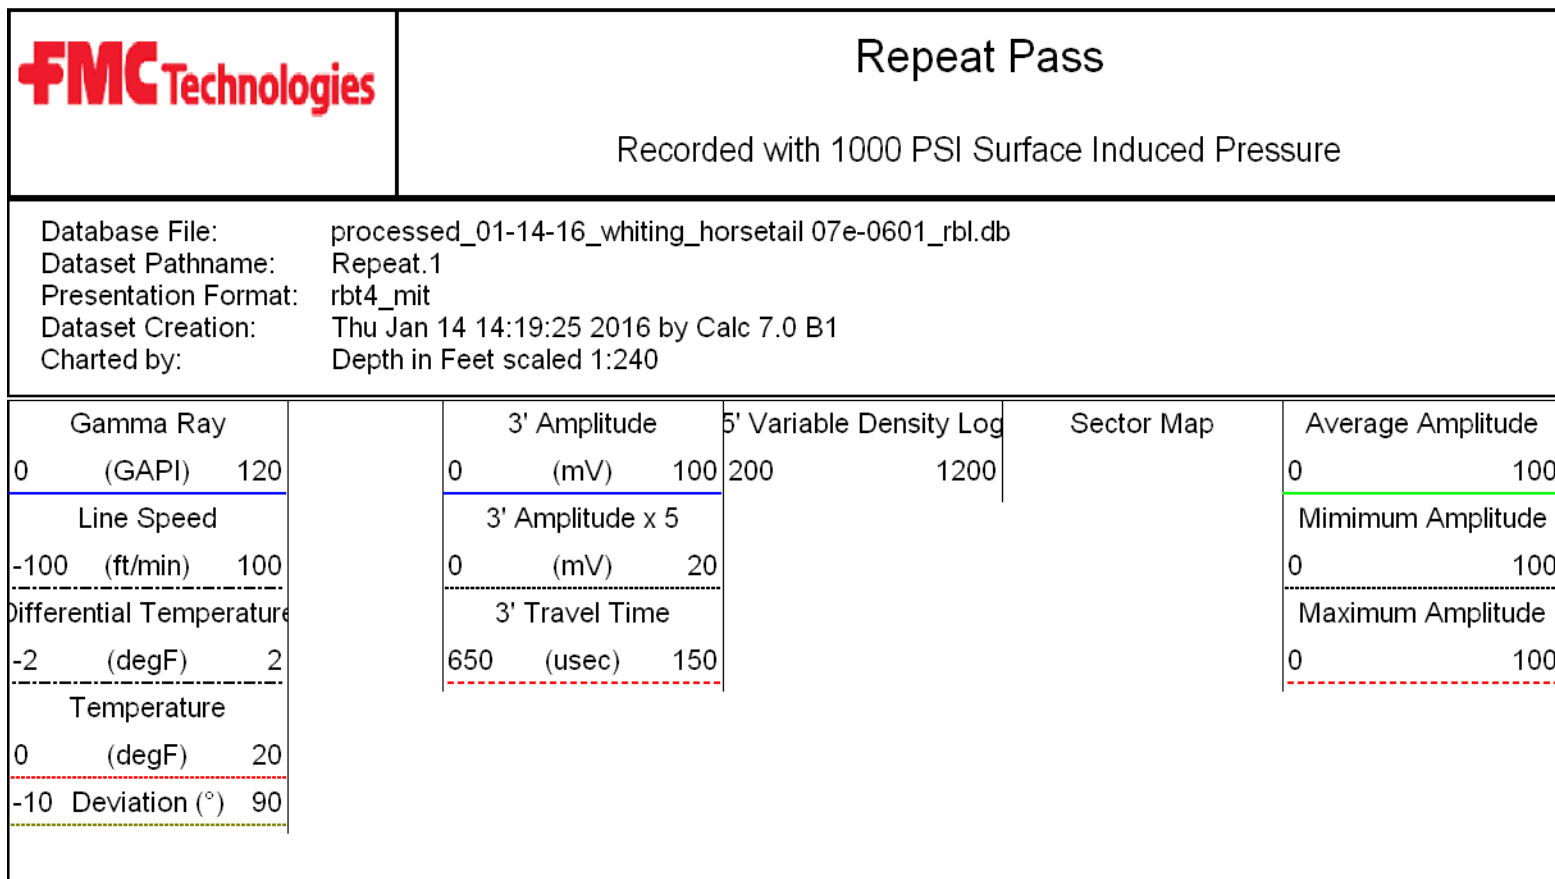 FMC Technologies
Repeat Pass
Recorded with 1000 PSI Surface Induced Pressure
Database File: processed_01-14-16_whiting_horsetail 07e-0601_rbl.db
Dataset Pathname: Repeat.1
Presentation Format: rbt4_mit
Dataset Creation: Thu Jan 14 14:19:25 2016 by Calc 7.0 B1
Charted by: Depth in Feet scaled 1:240
Gamma Ray
0 (GAPI) 120
Line Speed
-100 (ft/min) 100
Differential Temperature
-2 (degF) 2
Temperature
0 (degF) 20
-10 Deviation (°) 90
3' Amplitude
0 (mV) 100
3' Amplitude x 5
0 (mV) 20
3' Travel Time
650 (usec) 150
5' Variable Density Log
200 1200
Sector Map
Average Amplitude
0 100
Mimimum Amplitude
0 100
Maximum Amplitude
0 100